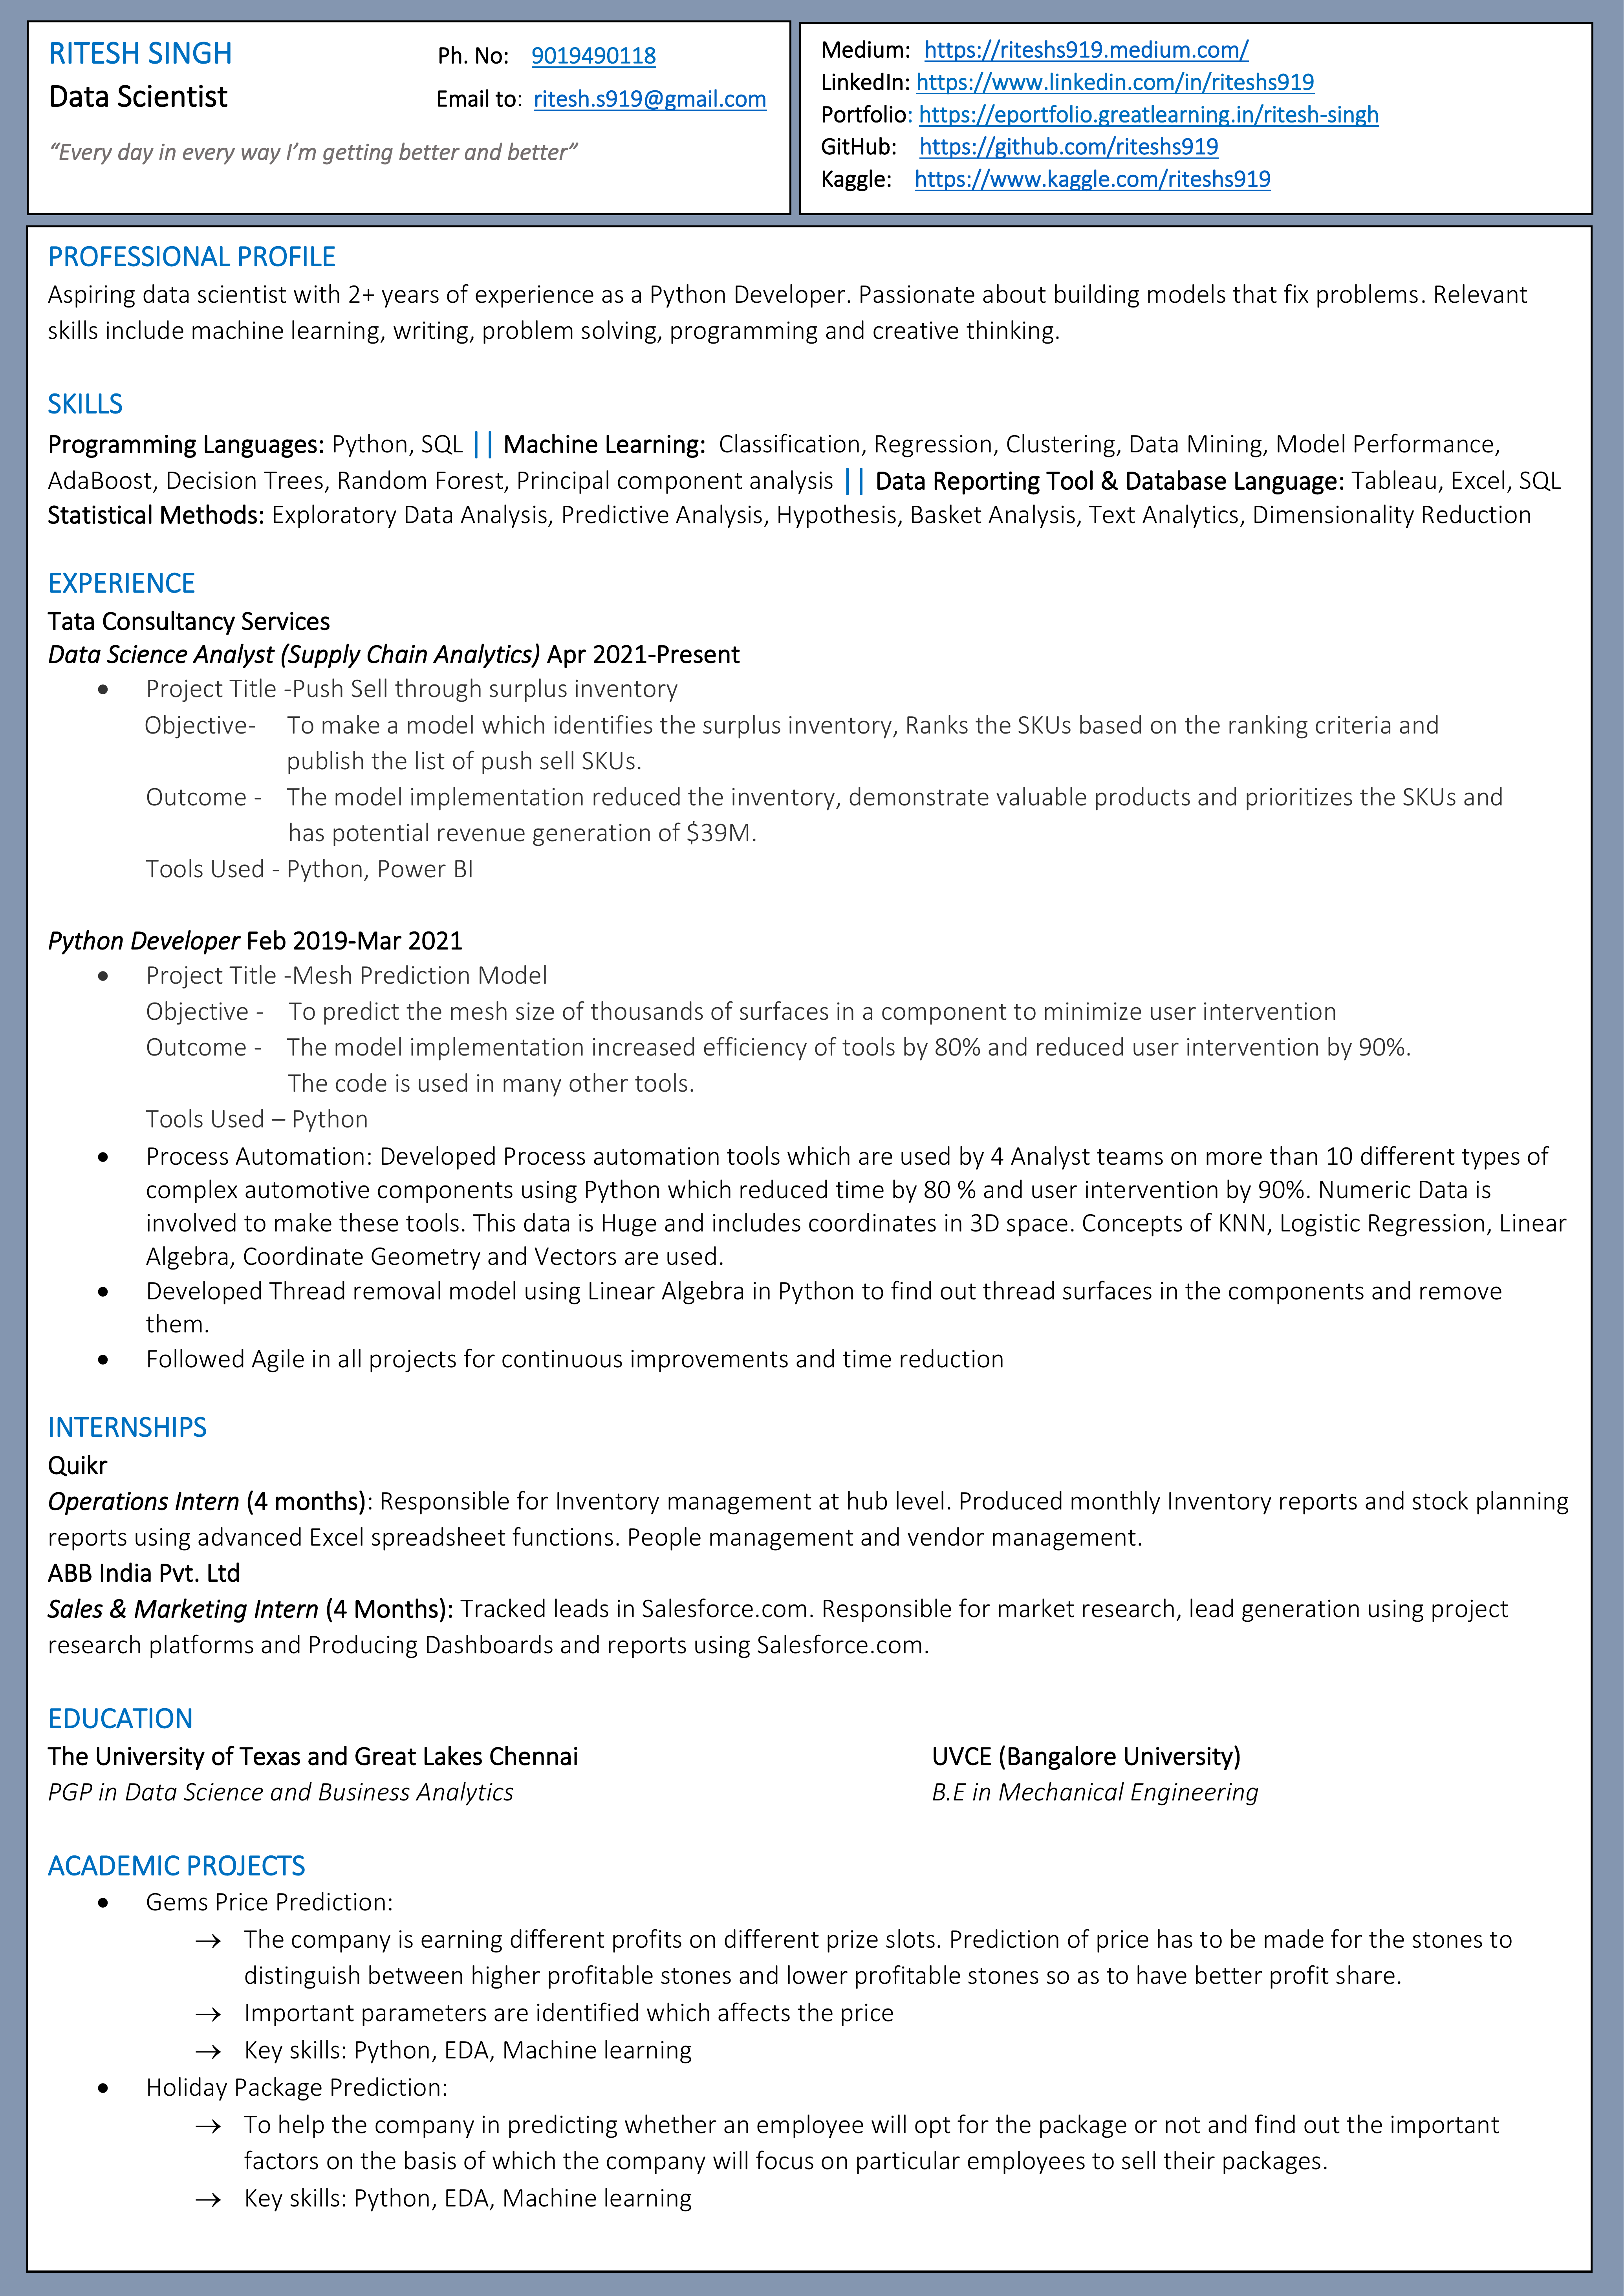 RITESH SINGH Ph. No: 9019490118
Data Scientist Email to: ritesh.s919@gmail.com
“Every day in every way I’m getting better and better”
Medium: https://riteshs919.medium.com/
LinkedIn: https://www.linkedin.com/in/riteshs919
Portfolio: https://eportfolio.greatlearning.in/ritesh-singh
GitHub: https://github.com/riteshs919
Kaggle: https://www.kaggle.com/riteshs919
PROFESSIONAL PROFILE
Aspiring data scientist with 2+ years of experience as a Python Developer. Passionate about building models that fix problems. Relevant
skills include machine learning, writing, problem solving, programming and creative thinking.
SKILLS
Programming Languages: Python, SQL || Machine Learning: Classification, Regression, Clustering, Data Mining, Model Performance,
AdaBoost, Decision Trees, Random Forest, Principal component analysis || Data Reporting Tool & Database Language: Tableau, Excel, SQL
Statistical Methods: Exploratory Data Analysis, Predictive Analysis, Hypothesis, Basket Analysis, Text Analytics, Dimensionality Reduction
EXPERIENCE
Tata Consultancy Services
Data Science Analyst (Supply Chain Analytics) Apr 2021-Present
• Project Title -Push Sell through surplus inventory
Objective- To make a model which identifies the surplus inventory, Ranks the SKUs based on the ranking criteria and
publish the list of push sell SKUs.
Outcome - The model implementation reduced the inventory, demonstrate valuable products and prioritizes the SKUs and
has potential revenue generation of $39M.
Tools Used - Python, Power BI
Python Developer Feb 2019-Mar 2021
• Project Title -Mesh Prediction Model
Objective - To predict the mesh size of thousands of surfaces in a component to minimize user intervention
Outcome - The model implementation increased efficiency of tools by 80% and reduced user intervention by 90%.
The code is used in many other tools.
Tools Used – Python
• Process Automation: Developed Process automation tools which are used by 4 Analyst teams on more than 10 different types of
complex automotive components using Python which reduced time by 80 % and user intervention by 90%. Numeric Data is
involved to make these tools. This data is Huge and includes coordinates in 3D space. Concepts of KNN, Logistic Regression, Linear
Algebra, Coordinate Geometry and Vectors are used.
• Developed Thread removal model using Linear Algebra in Python to find out thread surfaces in the components and remove
them.
• Followed Agile in all projects for continuous improvements and time reduction
INTERNSHIPS
Quikr
Operations Intern (4 months): Responsible for Inventory management at hub level. Produced monthly Inventory reports and stock planning
reports using advanced Excel spreadsheet functions. People management and vendor management.
ABB India Pvt. Ltd
Sales & Marketing Intern (4 Months): Tracked leads in Salesforce.com. Responsible for market research, lead generation using project
research platforms and Producing Dashboards and reports using Salesforce.com.
EDUCATION
The University of Texas and Great Lakes Chennai UVCE (Bangalore University)
PGP in Data Science and Business Analytics B.E in Mechanical Engineering
ACADEMIC PROJECTS
• Gems Price Prediction:
→ The company is earning different profits on different prize slots. Prediction of price has to be made for the stones to
distinguish between higher profitable stones and lower profitable stones so as to have better profit share.
→ Important parameters are identified which affects the price
→ Key skills: Python, EDA, Machine learning
• Holiday Package Prediction:
→ To help the company in predicting whether an employee will opt for the package or not and find out the important
factors on the basis of which the company will focus on particular employees to sell their packages.
→ Key skills: Python, EDA, Machine learning